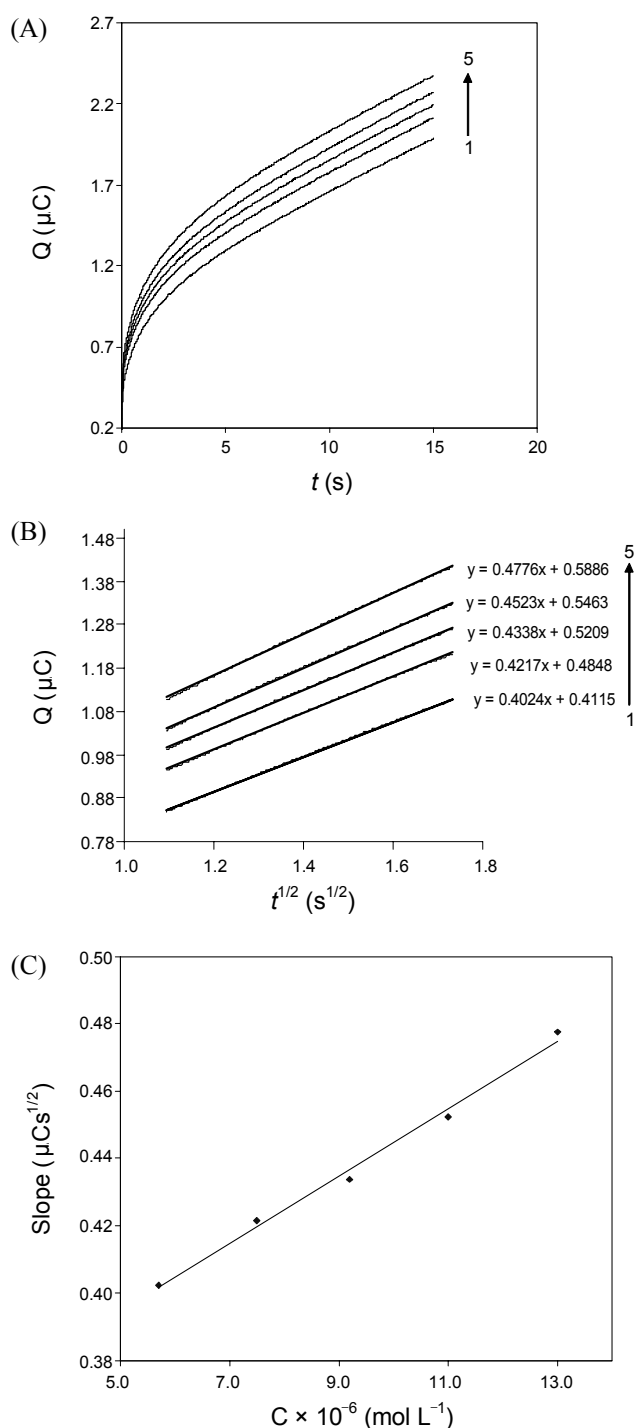 (A)
2.7
2.2
1.7
1.2
0.7
0.2
Q (µC)
5
1
0 5 10 15 20
t (s)
(B)
1.48
1.38
1.28
1.18
1.08
0.98
0.88
0.78
Q (µC)
y = 0.4776x + 0.5886
y = 0.4523x + 0.5463
y = 0.4338x + 0.5209
y = 0.4217x + 0.4848
y = 0.4024x + 0.4115
5
1
1.0 1.2 1.4 1.6 1.8
t^{1/2} (s^{1/2})
(C)
0.50
0.48
0.46
0.44
0.42
0.40
0.38
Slope (µCs^{1/2})
5.0 7.0 9.0 11.0 13.0
C × 10^{−6} (mol L^{−1})